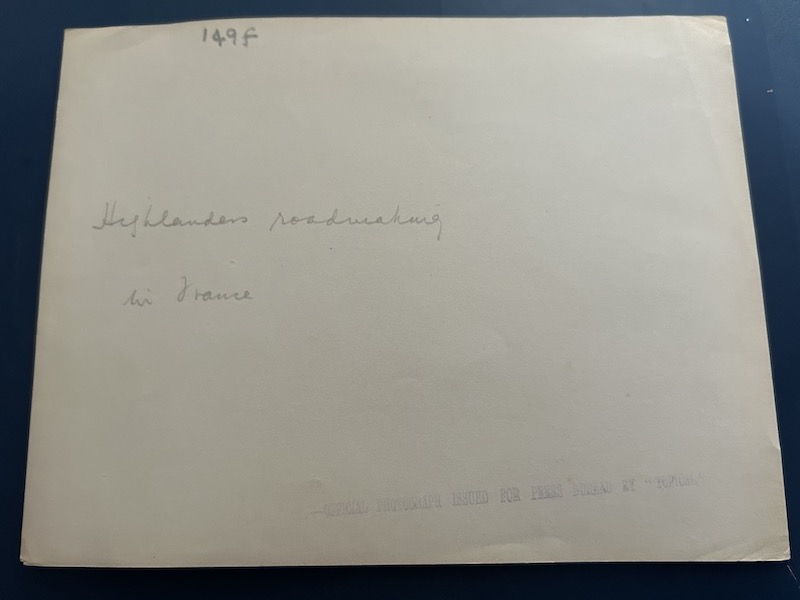 149f
Highlanders roadmaking
in France
OFFICIAL PHOTOGRAPH ISSUED FOR PRESS BUREAU BY "TOPICAL"